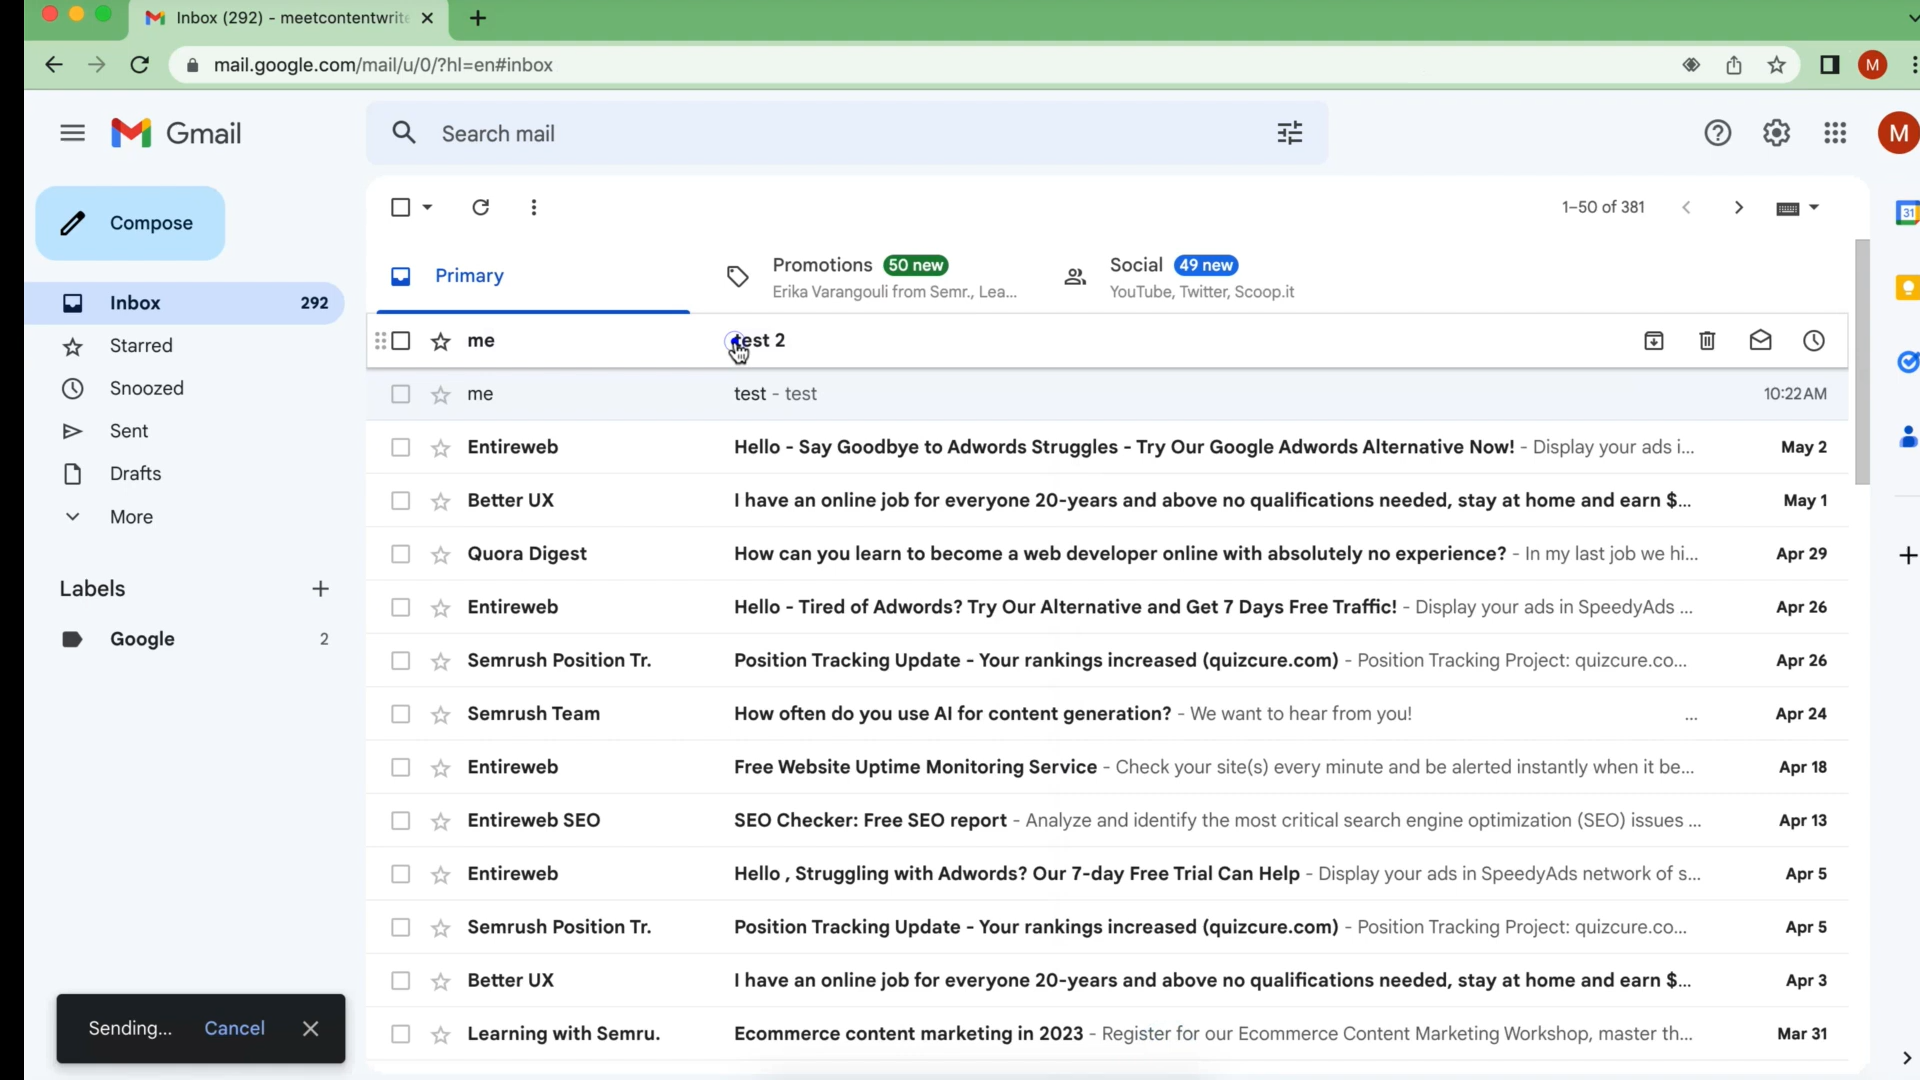 Inbox (292) - meetcontentwrite
mail.google.com/mail/u/0/?hl=en#inbox
M
Gmail
Search mail
M
Compose
1–50 of 381
31
Primary
Promotions 50 new
Erika Varangouli from Semr., Lea...
Social 49 new
YouTube, Twitter, Scoop.it
Inbox 292
Starred
Snoozed
Sent
Drafts
More
Labels
Google 2
me test 2
me test - test 10:22 AM
Entireweb Hello - Say Goodbye to Adwords Struggles - Try Our Google Adwords Alternative Now! - Display your ads i... May 2
Better UX I have an online job for everyone 20-years and above no qualifications needed, stay at home and earn $... May 1
Quora Digest How can you learn to become a web developer online with absolutely no experience? - In my last job we hi... Apr 29
Entireweb Hello - Tired of Adwords? Try Our Alternative and Get 7 Days Free Traffic! - Display your ads in SpeedyAds ... Apr 26
Semrush Position Tr. Position Tracking Update - Your rankings increased (quizcure.com) - Position Tracking Project: quizcure.co... Apr 26
Semrush Team How often do you use AI for content generation? - We want to hear from you! ... Apr 24
Entireweb Free Website Uptime Monitoring Service - Check your site(s) every minute and be alerted instantly when it be... Apr 18
Entireweb SEO SEO Checker: Free SEO report - Analyze and identify the most critical search engine optimization (SEO) issues ... Apr 13
Entireweb Hello , Struggling with Adwords? Our 7-day Free Trial Can Help - Display your ads in SpeedyAds network of s... Apr 5
Semrush Position Tr. Position Tracking Update - Your rankings increased (quizcure.com) - Position Tracking Project: quizcure.co... Apr 5
Better UX I have an online job for everyone 20-years and above no qualifications needed, stay at home and earn $... Apr 3
Learning with Semru. Ecommerce content marketing in 2023 - Register for our Ecommerce Content Marketing Workshop, master th... Mar 31
Sending... Cancel